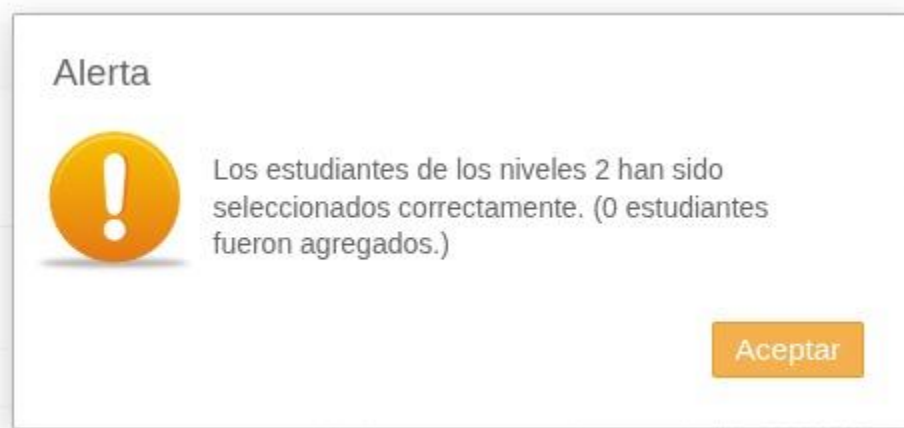 Alerta
Los estudiantes de los niveles 2 han sido
seleccionados correctamente. (0 estudiantes
fueron agregados.)
Aceptar